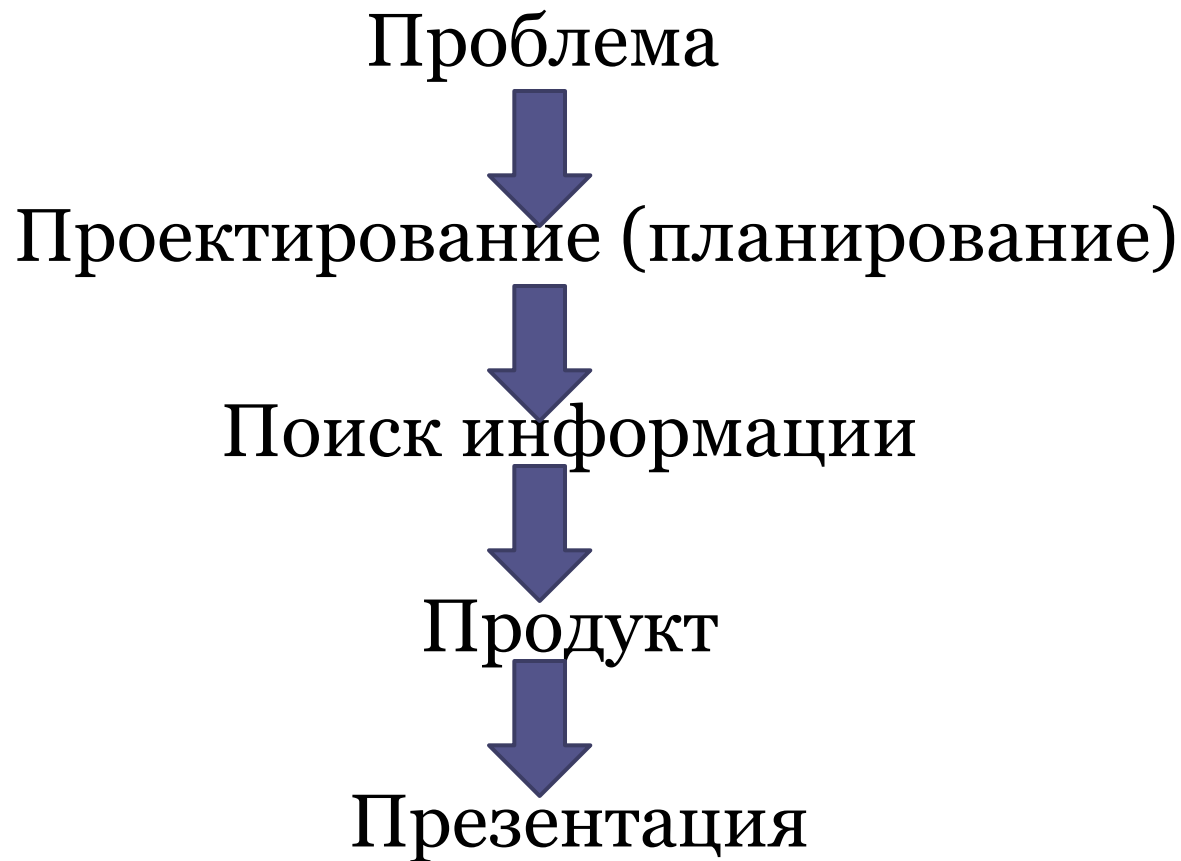 Проблема
Проектирование (планирование)
Поиск информации
Продукт
Презентация